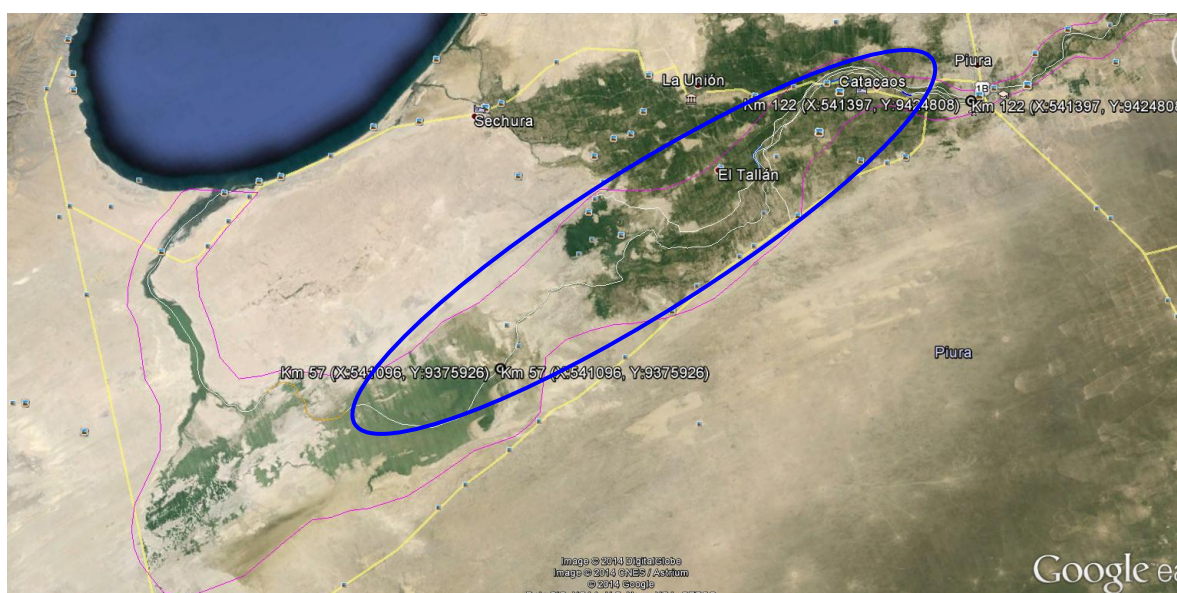 Piura
La Unión
Catacaos
1B
Km 122 (X:541397, Y:9424808)
Km 122 (X:541397, Y:9424808
Sechura
El Tallán
Piura
Km 57 (X:541096, Y:9375926)
Km 57 (X:541096, Y:9375926)
Image © 2014 DigitalGlobe
Image © 2014 CNES / Astrium
© 2014 Google
Google ea